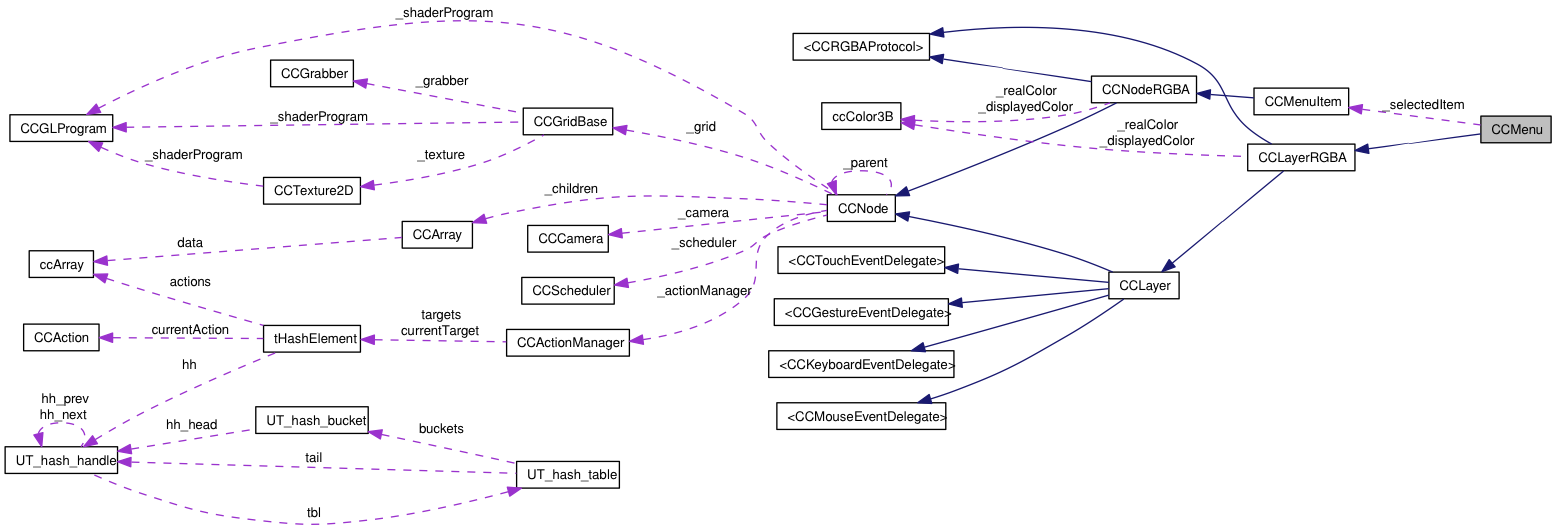 _shaderProgram
<CCRGBAProtocol>
CCGrabber
_grabber
CCNodeRGBA
_realColor
_displayedColor
CCMenuItem
_selectedItem
CCGLProgram
_shaderProgram
CCGridBase
_grid
ccColor3B
_realColor
_displayedColor
CCMenu
_shaderProgram
_texture
CCLayerRGBA
_parent
CCTexture2D
_children
CCNode
_camera
CCArray
CCCamera
data
_scheduler
ccArray
<CCTouchEventDelegate>
actions
CCScheduler
_actionManager
CCLayer
<CCGestureEventDelegate>
targets
currentTarget
currentAction
CCAction
tHashElement
CCActionManager
hh
<CCKeyboardEventDelegate>
hh_prev
hh_next
UT_hash_bucket
hh_head
<CCMouseEventDelegate>
buckets
UT_hash_handle
tail
UT_hash_table
tbl